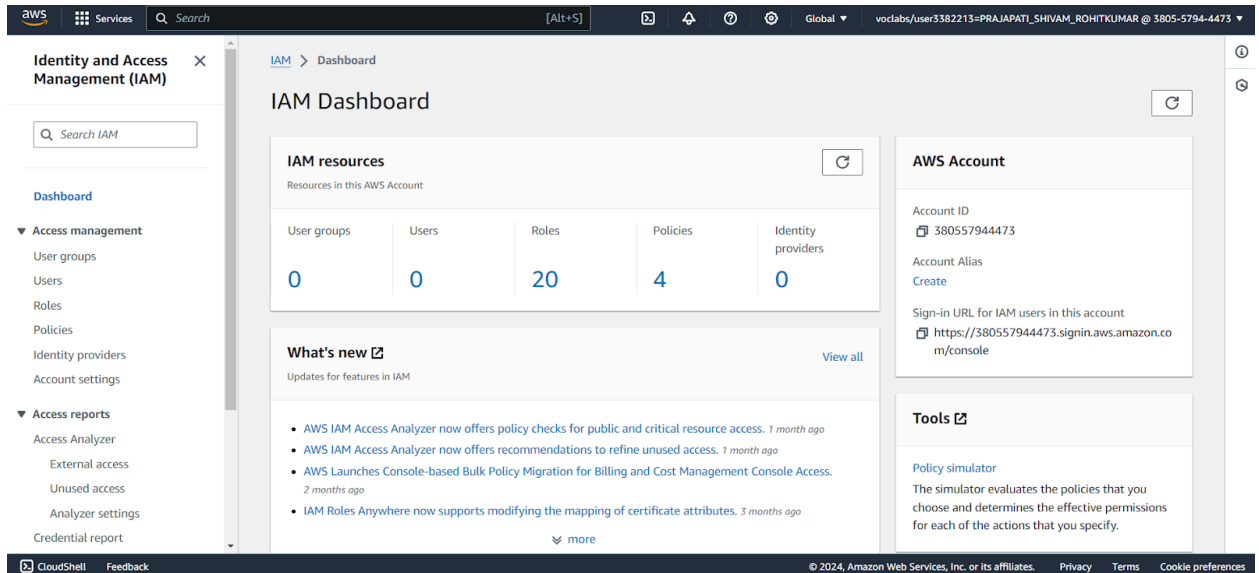 aws
Services
Search
[Alt+S]
Global
voclabs/user3382213=PRAJAPATI_SHIVAM_ROHITKUMAR @ 3805-5794-4473
Identity and Access
Management (IAM)
Search IAM
Dashboard
Access management
User groups
Users
Roles
Policies
Identity providers
Account settings
Access reports
Access Analyzer
External access
Unused access
Analyzer settings
Credential report
IAM > Dashboard
IAM Dashboard
IAM resources
Resources in this AWS Account
User groups
0
Users
0
Roles
20
Policies
4
Identity
providers
0
What's new
View all
Updates for features in IAM
AWS IAM Access Analyzer now offers policy checks for public and critical resource access. 1 month ago
AWS IAM Access Analyzer now offers recommendations to refine unused access. 1 month ago
AWS Launches Console-based Bulk Policy Migration for Billing and Cost Management Console Access.
2 months ago
IAM Roles Anywhere now supports modifying the mapping of certificate attributes. 3 months ago
more
AWS Account
Account ID
380557944473
Account Alias
Create
Sign-in URL for IAM users in this account
https://380557944473.signin.aws.amazon.co
m/console
Tools
Policy simulator
The simulator evaluates the policies that you
choose and determines the effective permissions
for each of the actions that you specify.
CloudShell
Feedback
© 2024, Amazon Web Services, Inc. or its affiliates.
Privacy
Terms
Cookie preferences